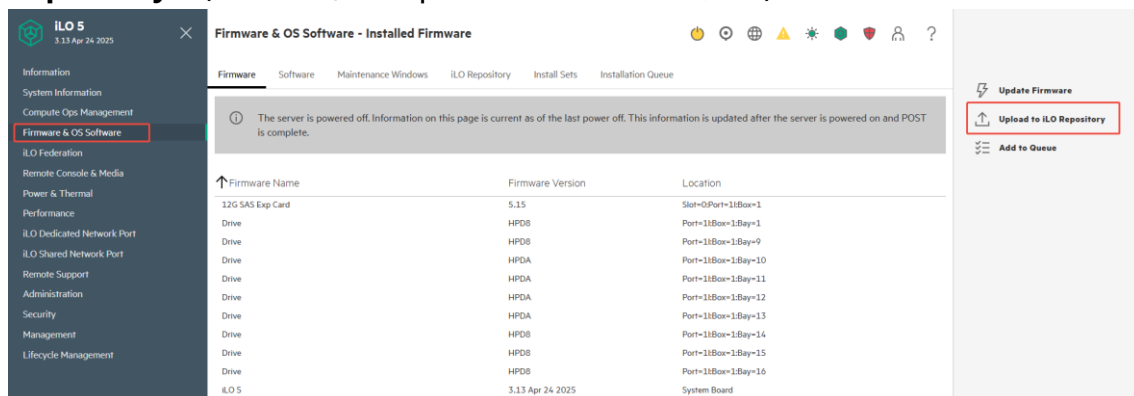 iLO 5
3.13 Apr 24 2025
Firmware & OS Software - Installed Firmware
?
Information
System Information
Compute Ops Management
Firmware & OS Software
iLO Federation
Remote Console & Media
Power & Thermal
Performance
iLO Dedicated Network Port
iLO Shared Network Port
Remote Support
Administration
Security
Management
Lifecycle Management
Firmware Software Maintenance Windows iLO Repository Install Sets Installation Queue
The server is powered off. Information on this page is current as of the last power off. This information is updated after the server is powered on and POST
is complete.
Firmware Name Firmware Version Location
12G SAS Exp Card 5.15 Slot=0:Port=1I:Box=1
Drive HPD8 Port=1I:Box=1:Bay=1
Drive HPD8 Port=1I:Box=1:Bay=9
Drive HPDA Port=1I:Box=1:Bay=10
Drive HPDA Port=1I:Box=1:Bay=11
Drive HPDA Port=1I:Box=1:Bay=12
Drive HPDA Port=1I:Box=1:Bay=13
Drive HPD8 Port=1I:Box=1:Bay=14
Drive HPD8 Port=1I:Box=1:Bay=15
Drive HPD8 Port=1I:Box=1:Bay=16
iLO 5 3.13 Apr 24 2025 System Board
Update Firmware
Upload to iLO Repository
Add to Queue